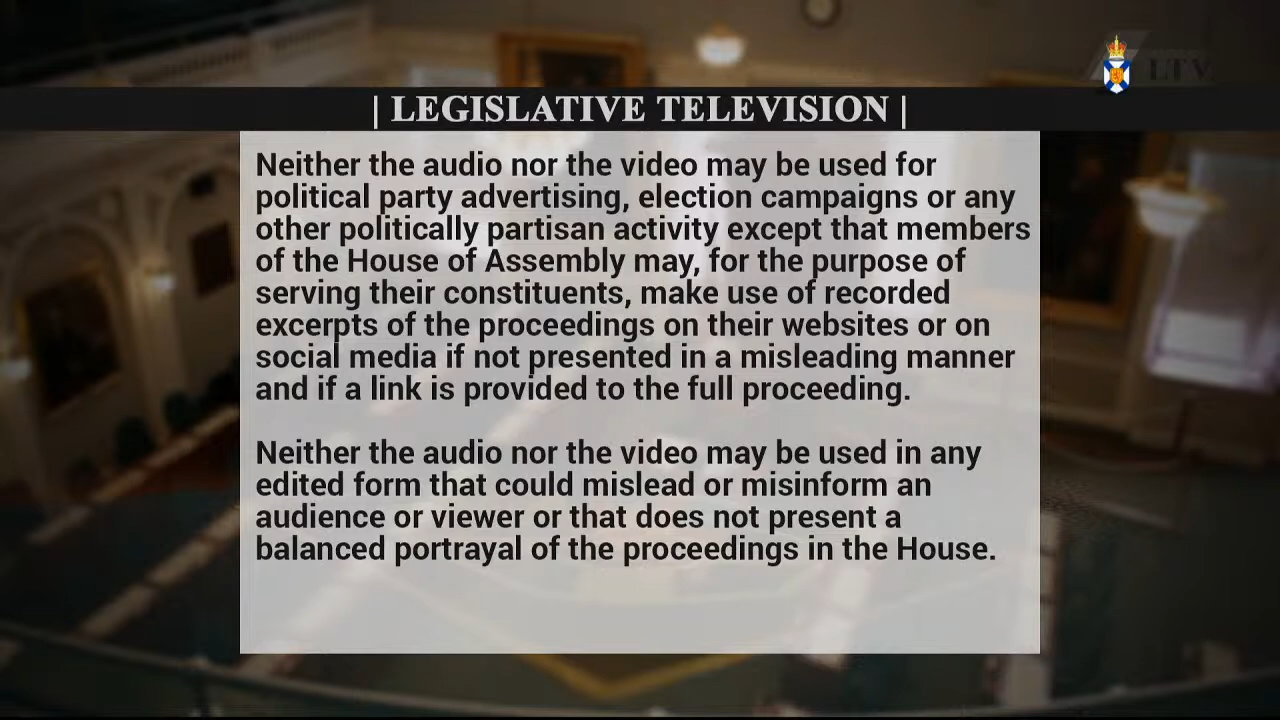 LTV
| LEGISLATIVE TELEVISION |
Neither the audio nor the video may be used for
political party advertising, election campaigns or any
other politically partisan activity except that members
of the House of Assembly may, for the purpose of
serving their constituents, make use of recorded
excerpts of the proceedings on their websites or on
social media if not presented in a misleading manner
and if a link is provided to the full proceeding.
Neither the audio nor the video may be used in any
edited form that could mislead or misinform an
audience or viewer or that does not present a
balanced portrayal of the proceedings in the House.